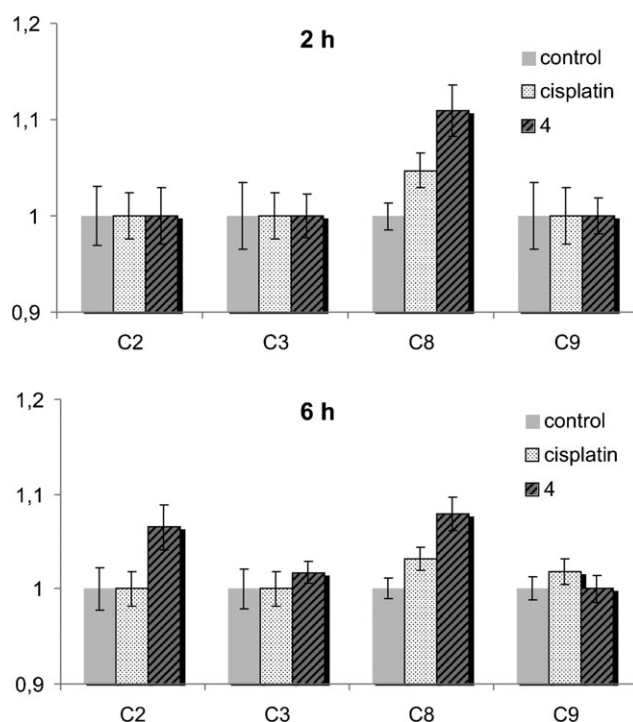 1,2
2 h
control
cisplatin
4
1,1
1
0,9
C2 C3 C8 C9
1,2
6 h
control
cisplatin
4
1,1
1
0,9
C2 C3 C8 C9